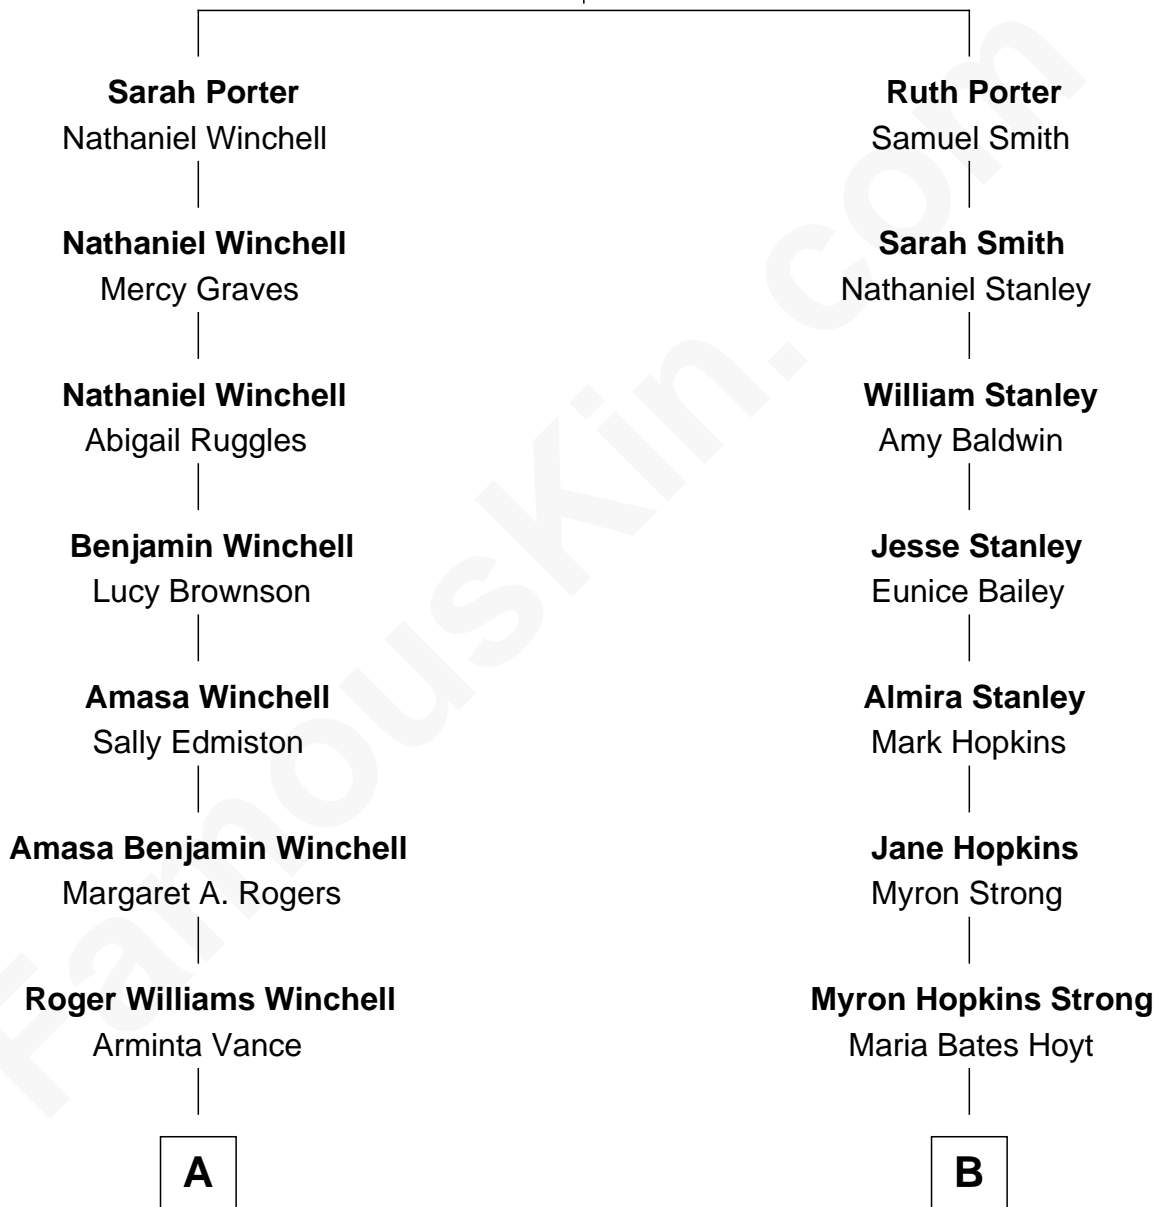 Sarah Porter
Nathaniel Winchell
Nathaniel Winchell
Mercy Graves
Nathaniel Winchell
Abigail Ruggles
Benjamin Winchell
Lucy Brownson
Amasa Winchell
Sally Edmiston
Amasa Benjamin Winchell
Margaret A. Rogers
Roger Williams Winchell
Arminta Vance
A
Ruth Porter
Samuel Smith
Sarah Smith
Nathaniel Stanley
William Stanley
Amy Baldwin
Jesse Stanley
Eunice Bailey
Almira Stanley
Mark Hopkins
Jane Hopkins
Myron Strong
Myron Hopkins Strong
Maria Bates Hoyt
B
FamousKin.com